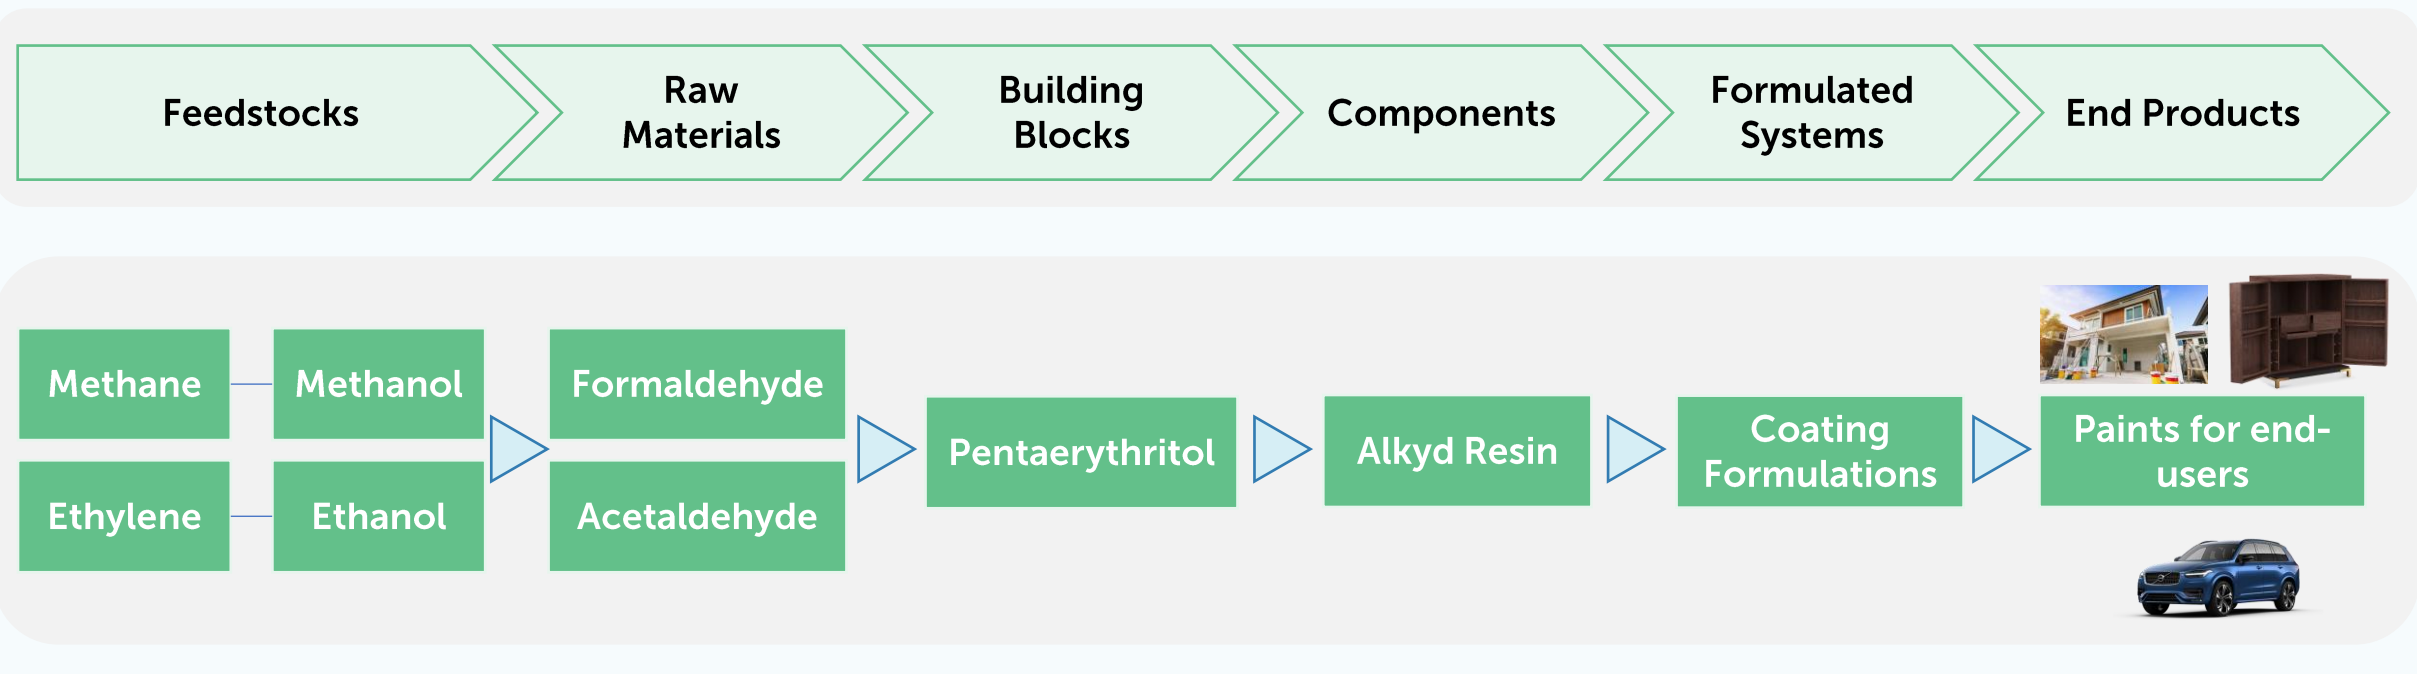 Feedstocks
Raw
Materials
Building
Blocks
Components
Formulated
Systems
End Products
Methane
Methanol
Formaldehyde
Ethylene
Ethanol
Acetaldehyde
Pentaerythritol
Alkyd Resin
Coating
Formulations
Paints for end-
users